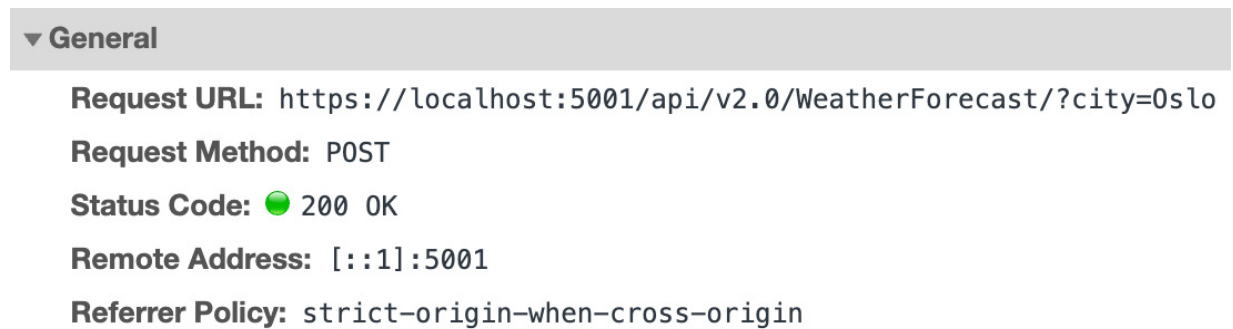 General
Request URL: https://localhost:5001/api/v2.0/WeatherForecast/?city=Oslo
Request Method: POST
Status Code: 200 OK
Remote Address: [::1]:5001
Referrer Policy: strict-origin-when-cross-origin